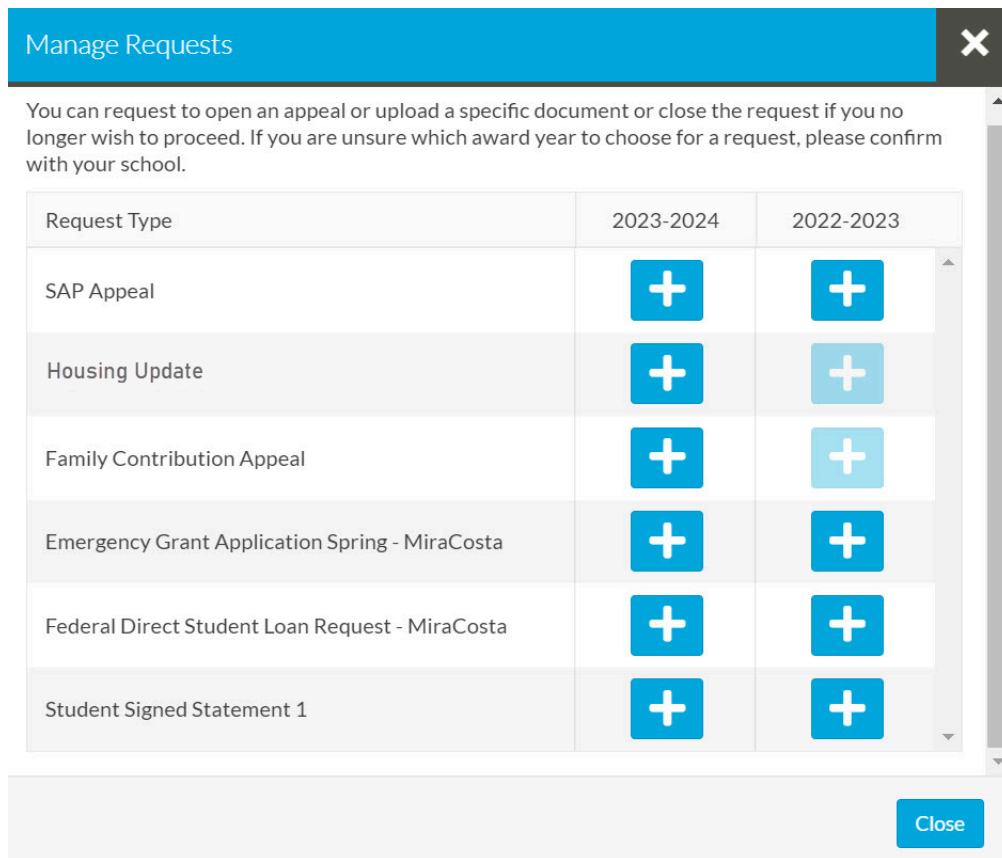 Manage Requests
You can request to open an appeal or upload a specific document or close the request if you no
longer wish to proceed. If you are unsure which award year to choose for a request, please confirm
with your school.
Request Type 2023-2024 2022-2023
SAP Appeal
Housing Update
Family Contribution Appeal
Emergency Grant Application Spring - MiraCosta
Federal Direct Student Loan Request - MiraCosta
Student Signed Statement 1
Close